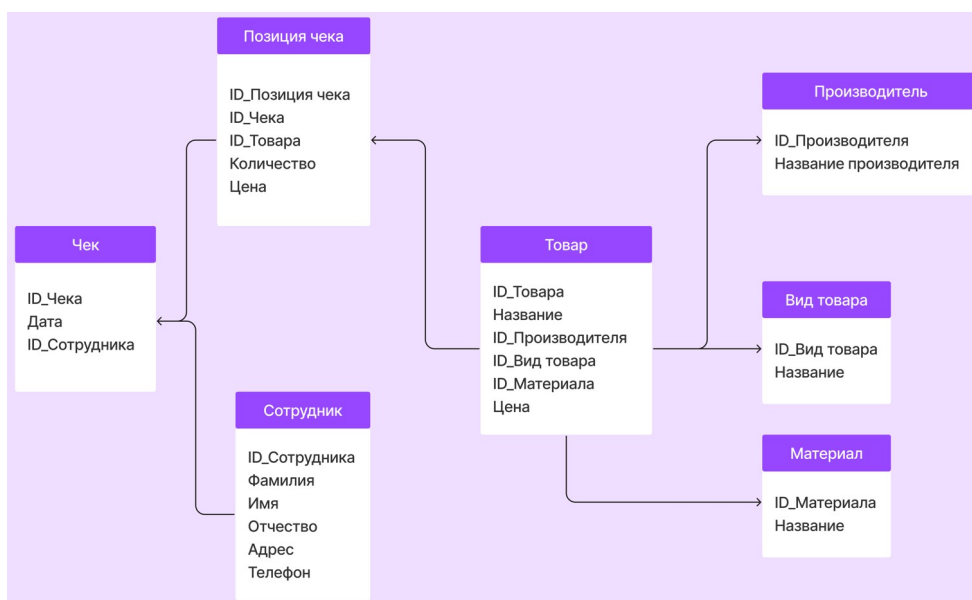 Позиция чека
ID_Позиция чека
ID_Чека
ID_Товара
Количество
Цена
Производитель
ID_Производителя
Название производителя
Чек
ID_Чека
Дата
ID_Сотрудника
Товар
ID_Товара
Название
ID_Производителя
ID_Вид товара
ID_Материала
Цена
Вид товара
ID_Вид товара
Название
Сотрудник
ID_Сотрудника
Фамилия
Имя
Отчество
Адрес
Телефон
Материал
ID_Материала
Название